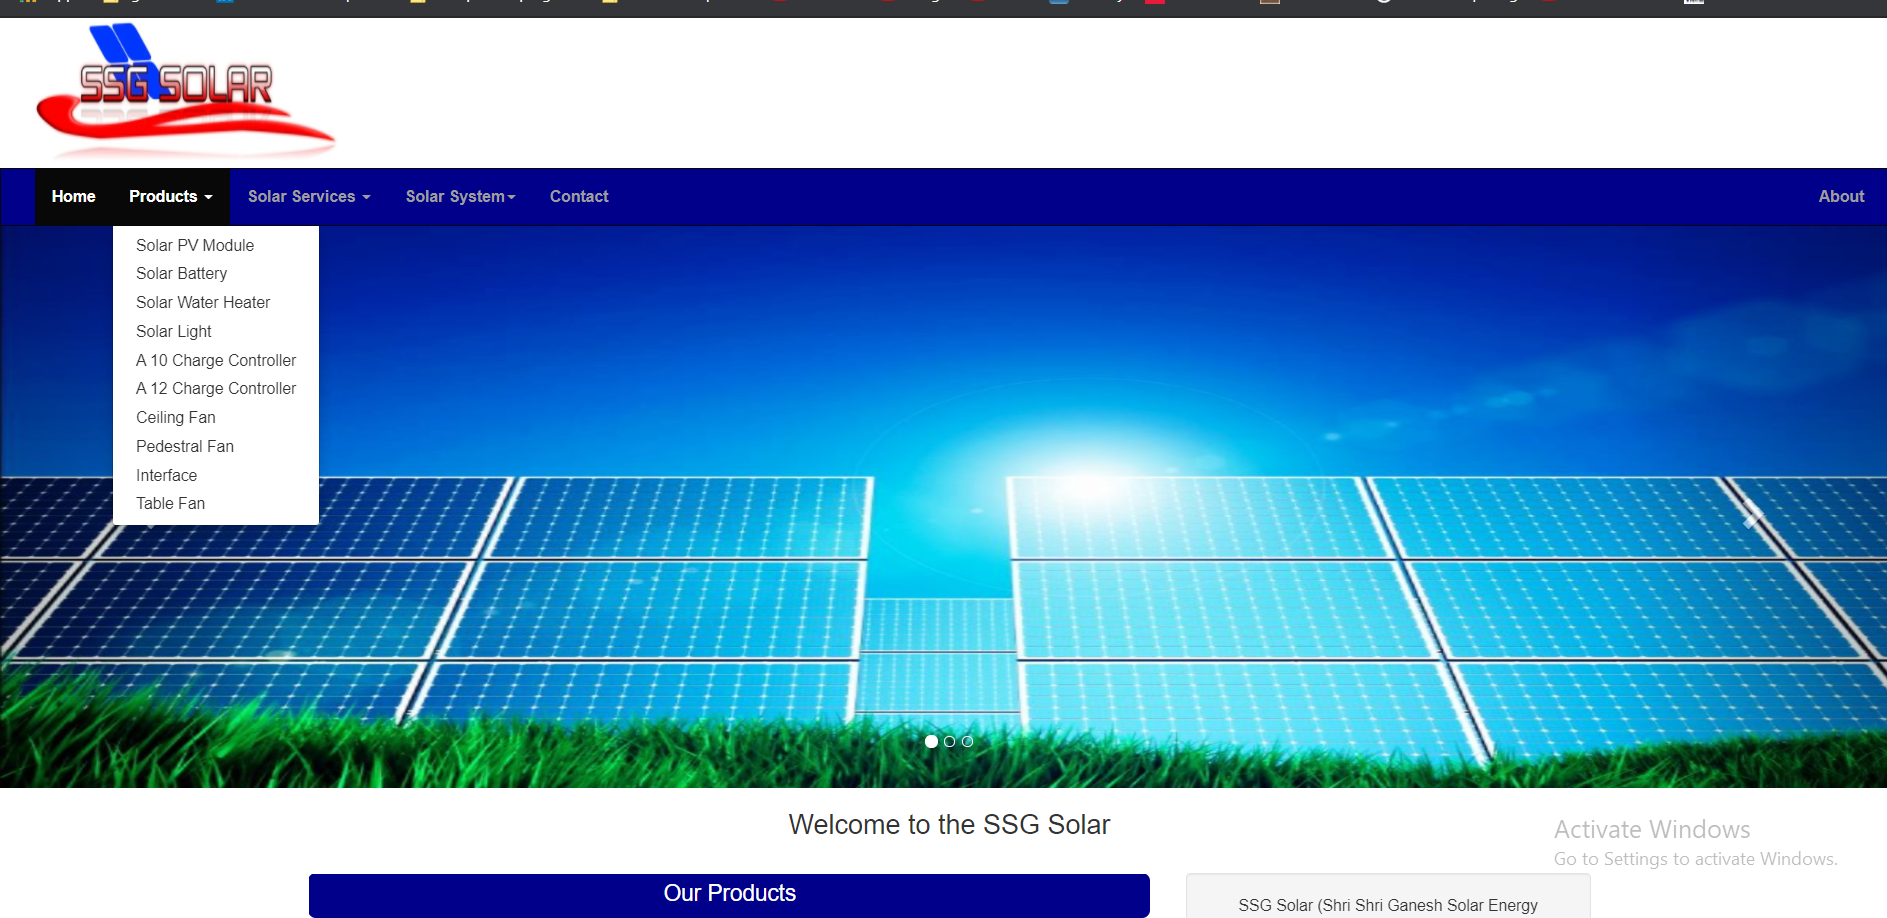 SSG SOLAR
Home Products Solar Services Solar System Contact About
Solar PV Module
Solar Battery
Solar Water Heater
Solar Light
A 10 Charge Controller
A 12 Charge Controller
Ceiling Fan
Pedestral Fan
Interface
Table Fan
Welcome to the SSG Solar
Activate Windows
Go to Settings to activate Windows.
Our Products
SSG Solar (Shri Shri Ganesh Solar Energy